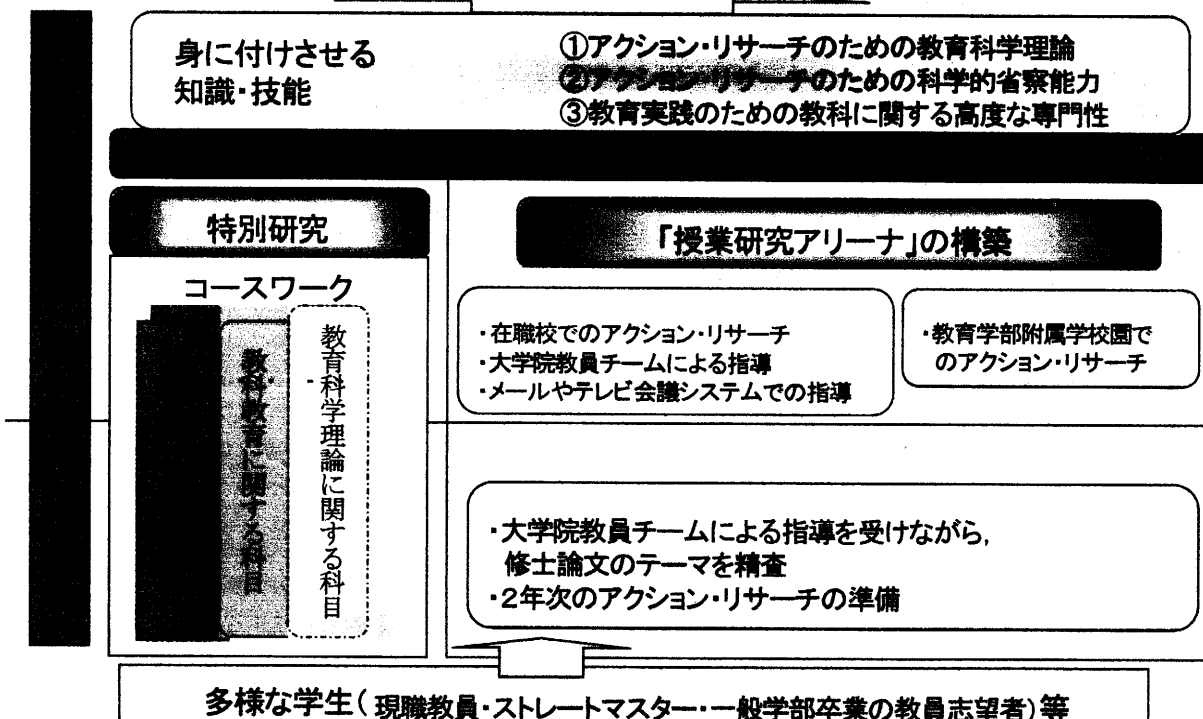 身に付けさせる
知識・技能
①アクション・リサーチのための教育科学理論
②アクション・リサーチのための科学的省察能力
③教育実践のための教科に関する高度な専門性
特別研究
コースワーク
教科教育に関する科目
教育科学理論に関する科目
「授業研究アリーナ」の構築
・在職校でのアクション・リサーチ
・大学院教員チームによる指導
・メールやテレビ会議システムでの指導
・教育学部附属学校園で
のアクション・リサーチ
・大学院教員チームによる指導を受けながら,
修士論文のテーマを精査
・2年次のアクション・リサーチの準備
多様な学生(現職教員・ストレートマスター・一般学部卒業の教員志望者)等